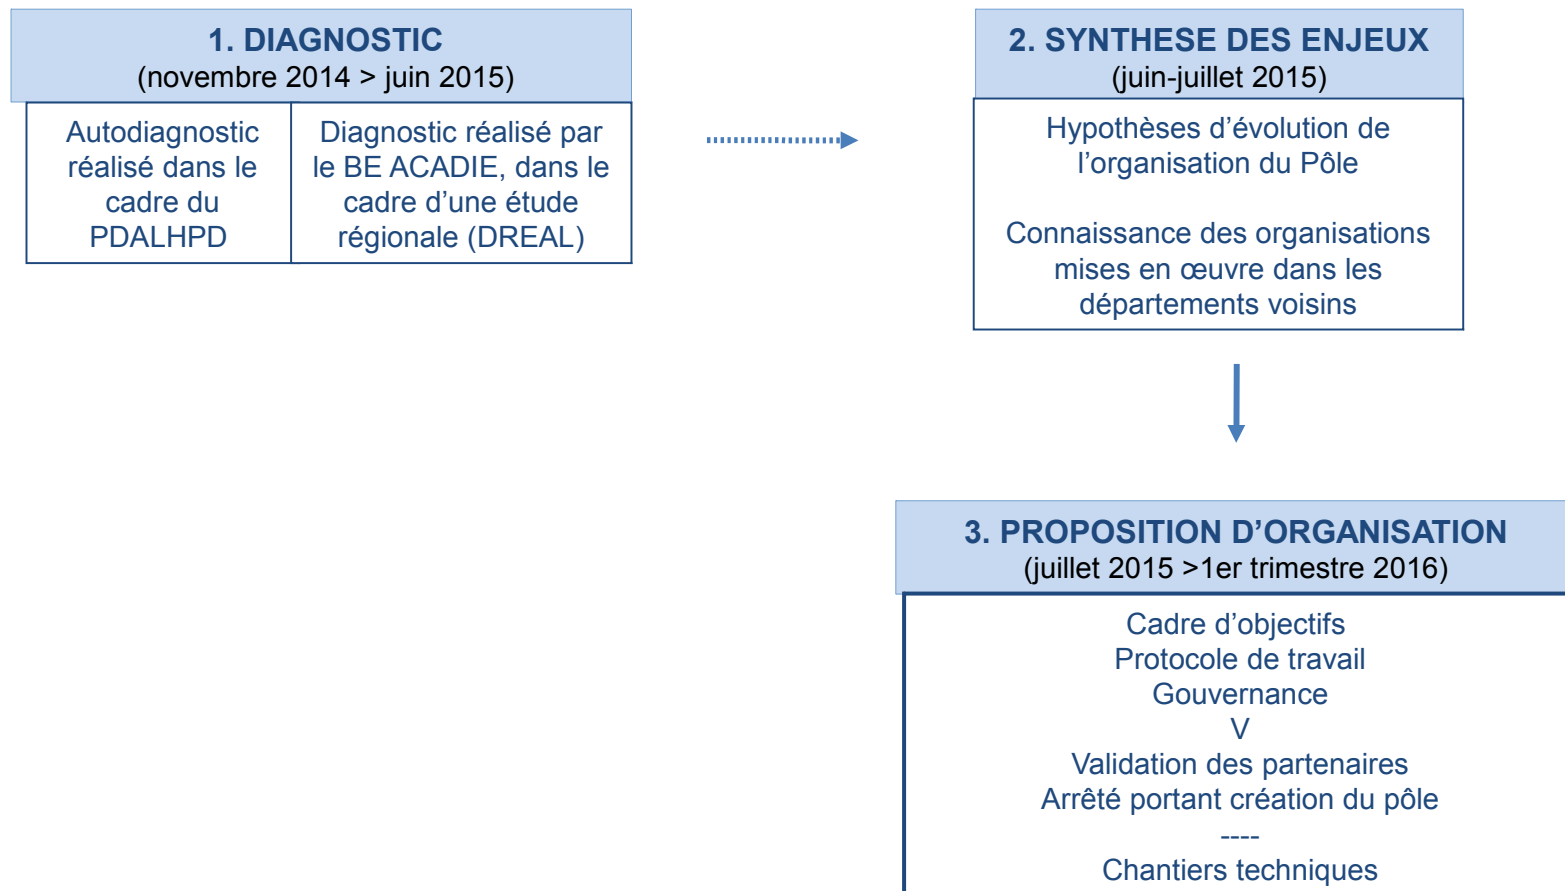 1. DIAGNOSTIC
(novembre 2014 > juin 2015)
Autodiagnostic
réalisé dans le
cadre du
PDALHPD
Diagnostic réalisé par
le BE ACADIE, dans le
cadre d’une étude
régionale (DREAL)
2. SYNTHESE DES ENJEUX
(juin-juillet 2015)
Hypothèses d’évolution de
l’organisation du Pôle
Connaissance des organisations
mises en œuvre dans les
départements voisins
3. PROPOSITION D’ORGANISATION
(juillet 2015 >1er trimestre 2016)
Cadre d’objectifs
Protocole de travail
Gouvernance
V
Validation des partenaires
Arrêté portant création du pôle
----
Chantiers techniques